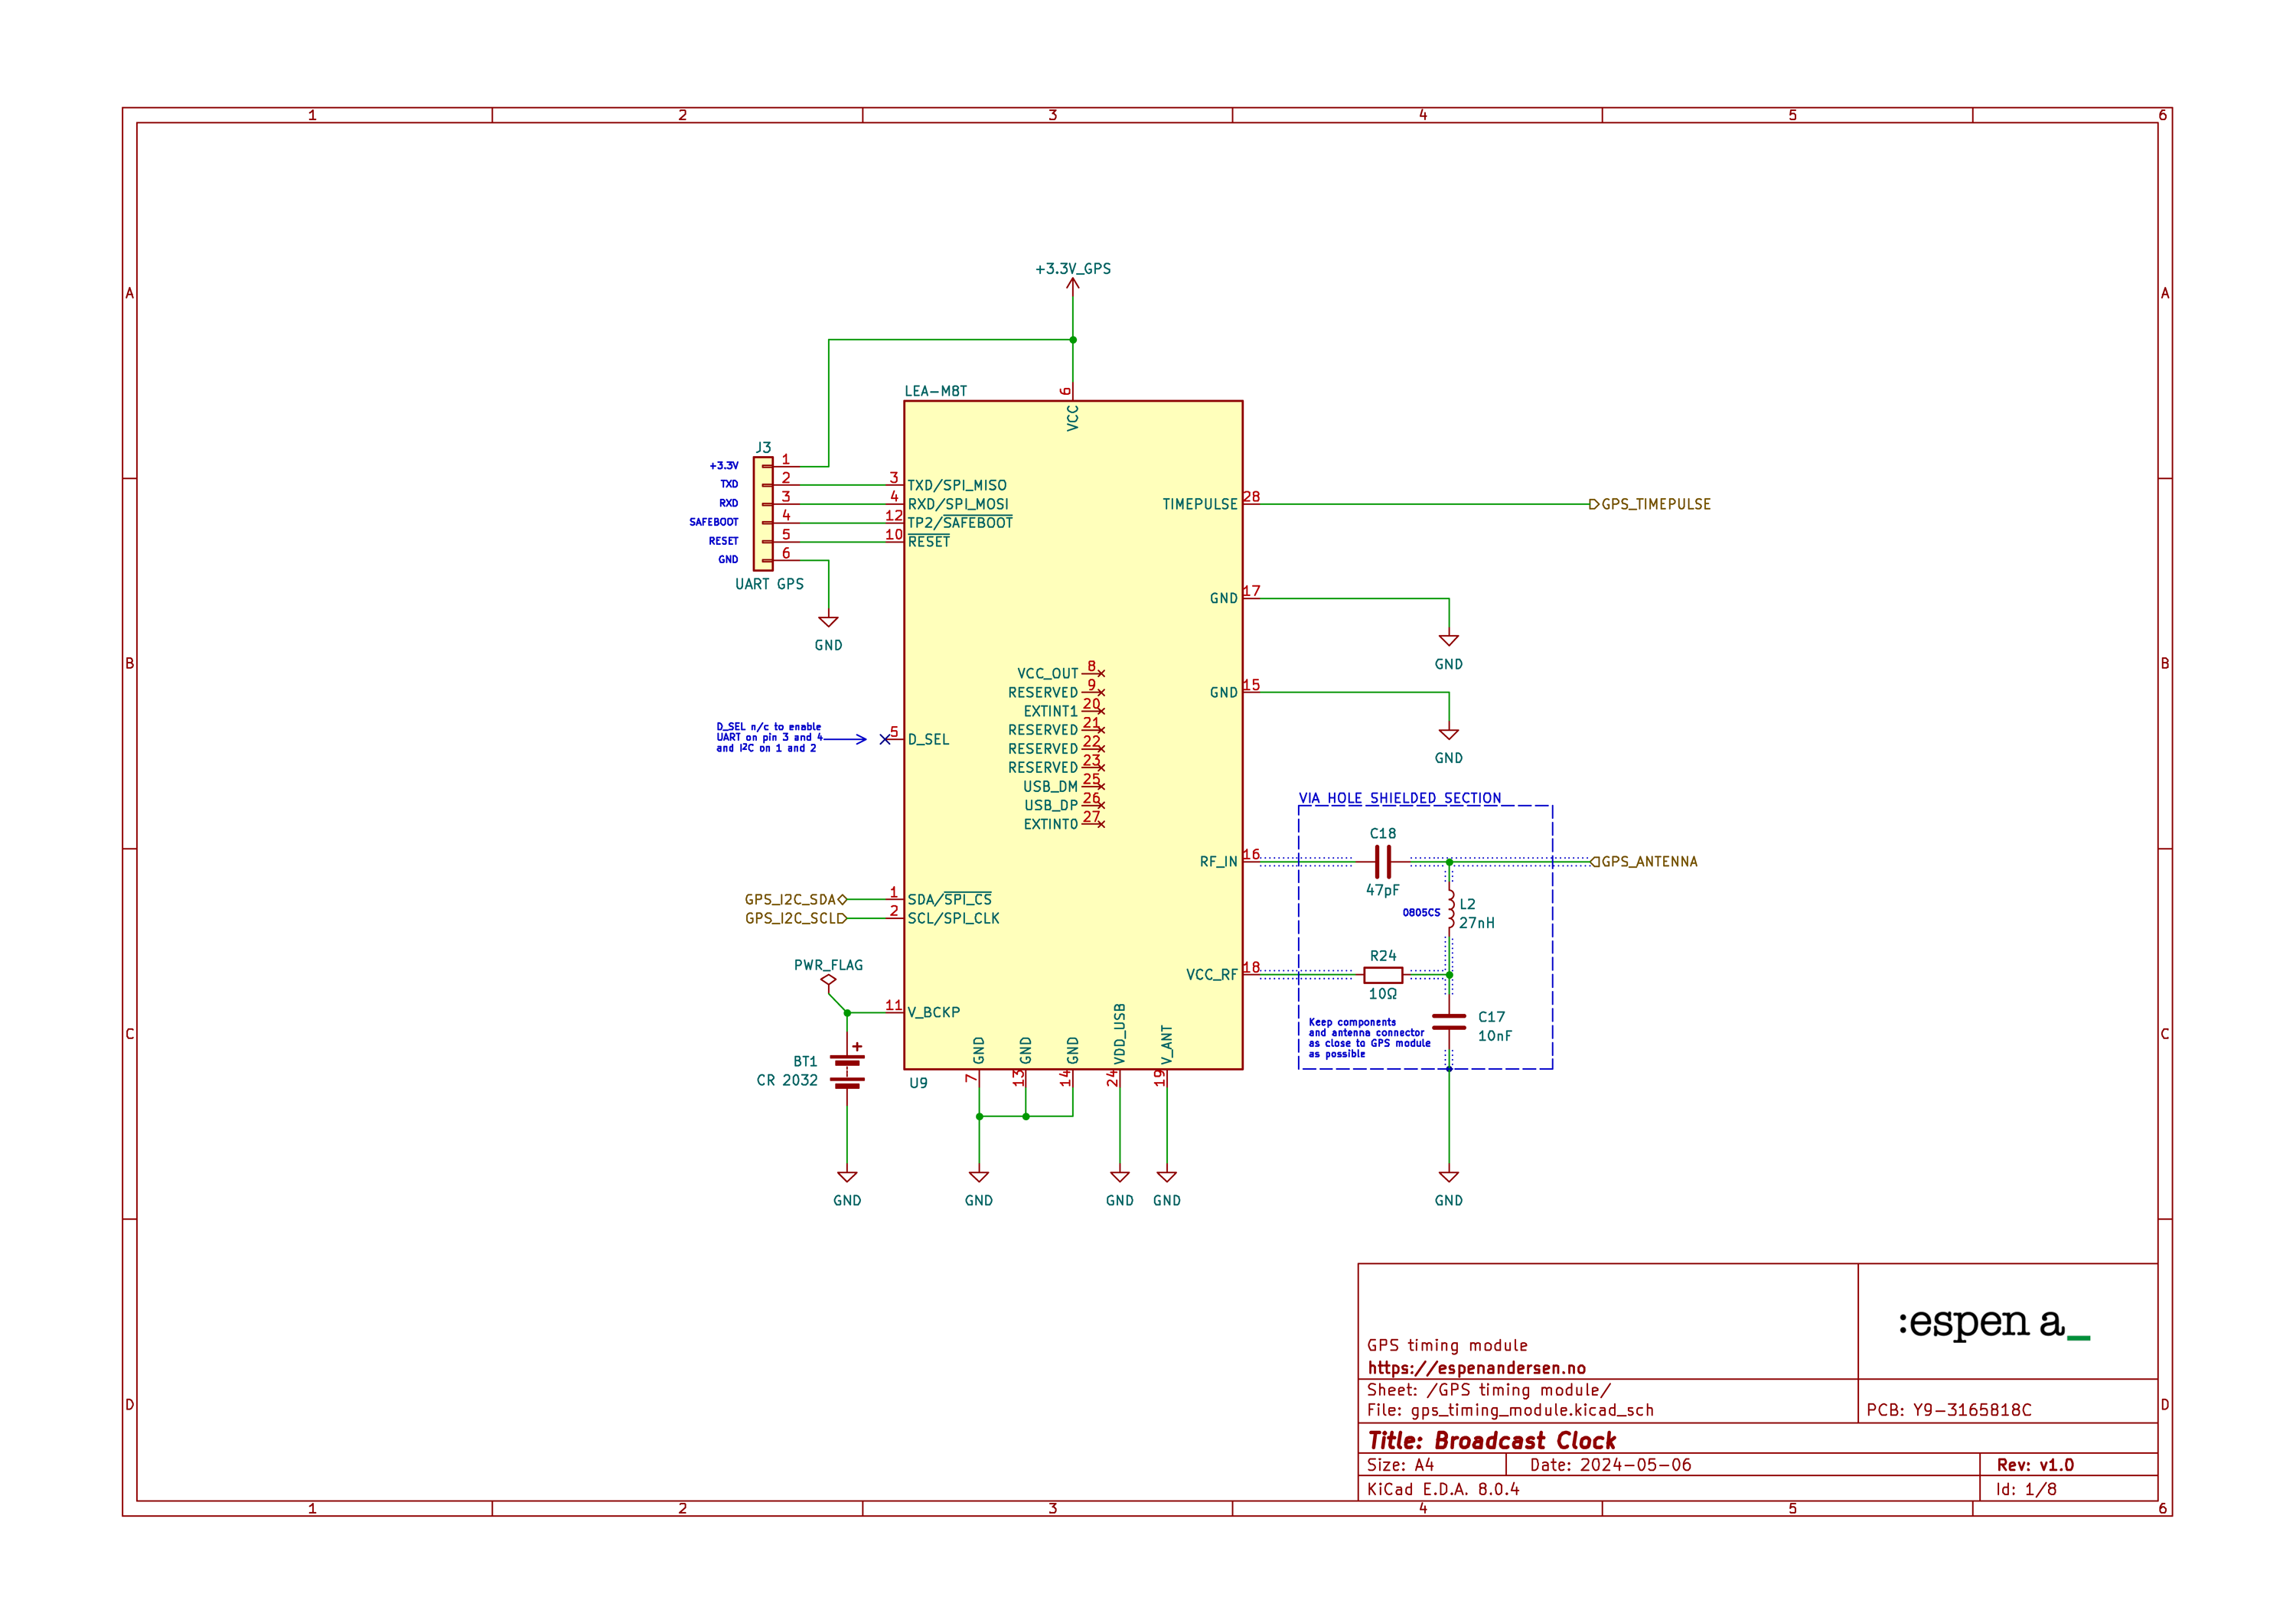 1 2 3 4 5 6
A A
B B
C C
D D
+3.3V_GPS
LEA-M8T
6
VCC
J3
+3.3V 1
TXD 2
RXD 3
SAFEBOOT 4
RESET 5
GND 6
UART GPS
GND
3 TXD/SPI_MISO
4 RXD/SPI_MOSI
12 TP2/SAFEBOOT
10 RESET
TIMEPULSE 28 GPS_TIMEPULSE
GND 17
GND
GND 15
GND
VCC_OUT 8
RESERVED 9
EXTINT1 20
RESERVED 21
RESERVED 22
RESERVED 23
USB_DM 25
USB_DP 26
EXTINT0 27
D_SEL n/c to enable
UART on pin 3 and 4
and I²C on 1 and 2
5 D_SEL
VIA HOLE SHIELDED SECTION
C18
47pF
RF_IN 16
GPS_ANTENNA
0805CS
L2
27nH
R24
10Ω
VCC_RF 18
C17
10nF
Keep components
and antenna connector
as close to GPS module
as possible
GPS_I2C_SDA 1 SDA/SPI_CS
GPS_I2C_SCL 2 SCL/SPI_CLK
PWR_FLAG
11 V_BCKP
+
BT1
CR 2032
GND GND GND VDD_USB V_ANT
U9
7 13 14 24 19
GND GND GND GND GND
:espen a_
GPS timing module
https://espenandersen.no
Sheet: /GPS timing module/
File: gps_timing_module.kicad_sch
PCB: Y9-3165818C
Title: Broadcast Clock
Size: A4 Date: 2024-05-06 Rev: v1.0
KiCad E.D.A. 8.0.4 Id: 1/8
1 2 3 4 5 6